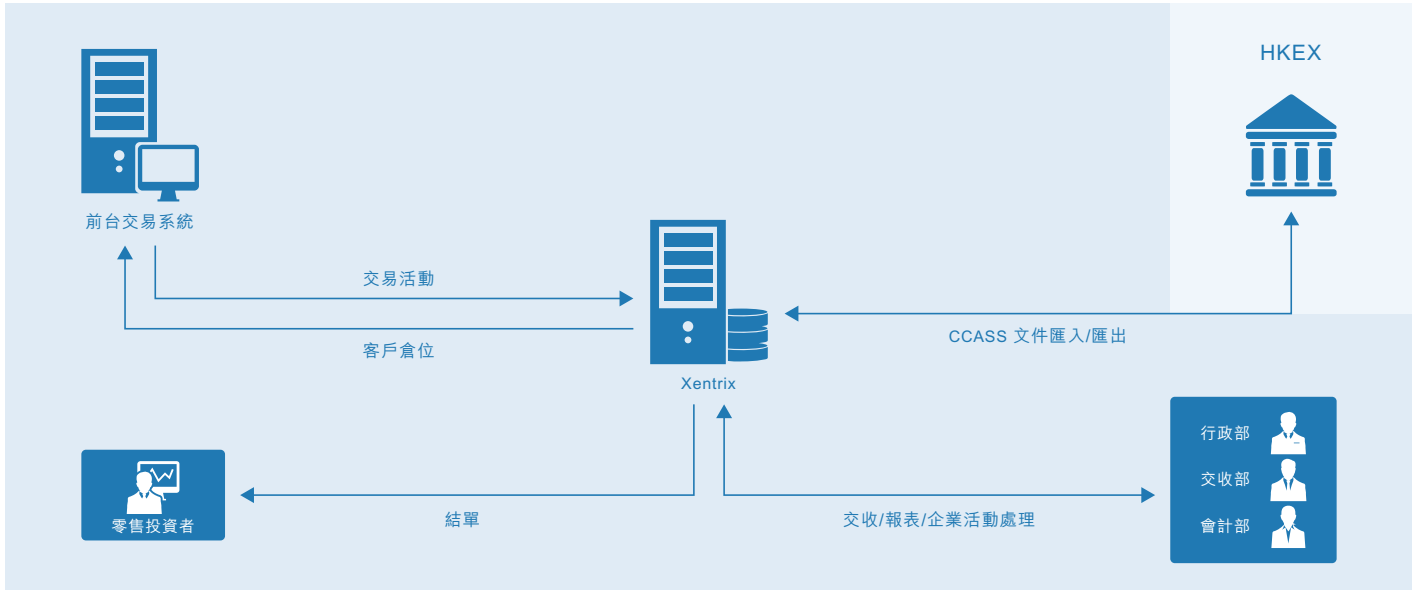 HKEX
前台交易系統
交易活動
客戶倉位
CCASS 文件匯入/匯出
Xentrix
行政部
交收部
會計部
零售投資者
結單
交收/報表/企業活動處理